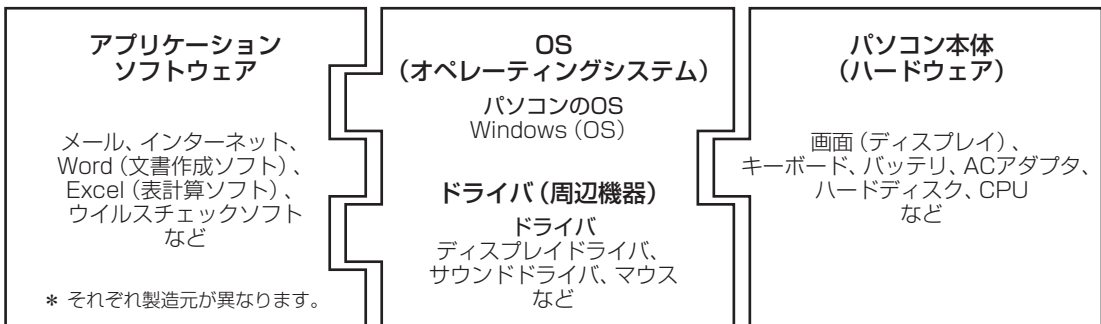 アプリケーション
ソフトウェア
メール、インターネット、
Word（文書作成ソフト）、
Excel（表計算ソフト）、
ウイルスチェックソフト
など
＊ それぞれ製造元が異なります。
OS
（オペレーティングシステム）
パソコンのOS
Windows（OS）
ドライバ（周辺機器）
ドライバ
ディスプレイドライバ、
サウンドドライバ、マウス
など
パソコン本体
（ハードウェア）
画面（ディスプレイ）、
キーボード、バッテリ、ACアダプタ、
ハードディスク、CPU
など